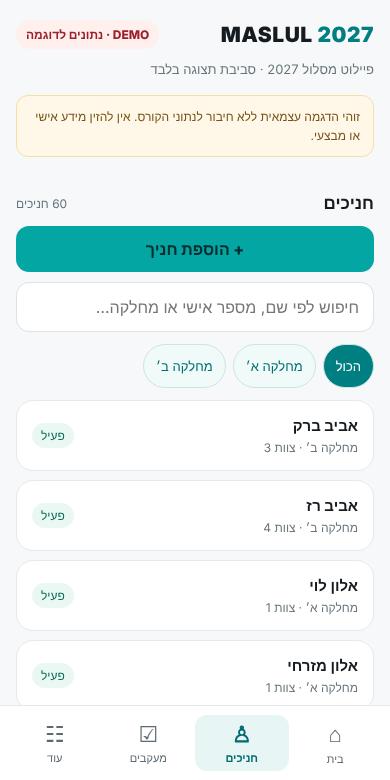 MASLUL 2027
DEMO · נתונים לדוגמה
פיילוט מסלול 2027 · סביבת תצוגה בלבד
זוהי הדגמה עצמאית ללא חיבור לנתוני הקורס. אין להזין מידע אישי
או מבצעי.
חניכים
60 חניכים
+ הוספת חניך
חיפוש לפי שם, מספר אישי או מחלקה...
הכול
מחלקה א׳
מחלקה ב׳
אביב ברק
מחלקה ב׳ · צוות 3
פעיל
אביב רז
מחלקה ב׳ · צוות 4
פעיל
אלון לוי
מחלקה א׳ · צוות 1
פעיל
אלון מזרחי
מחלקה א׳ · צוות 1
פעיל
בית
חניכים
מעקבים
עוד